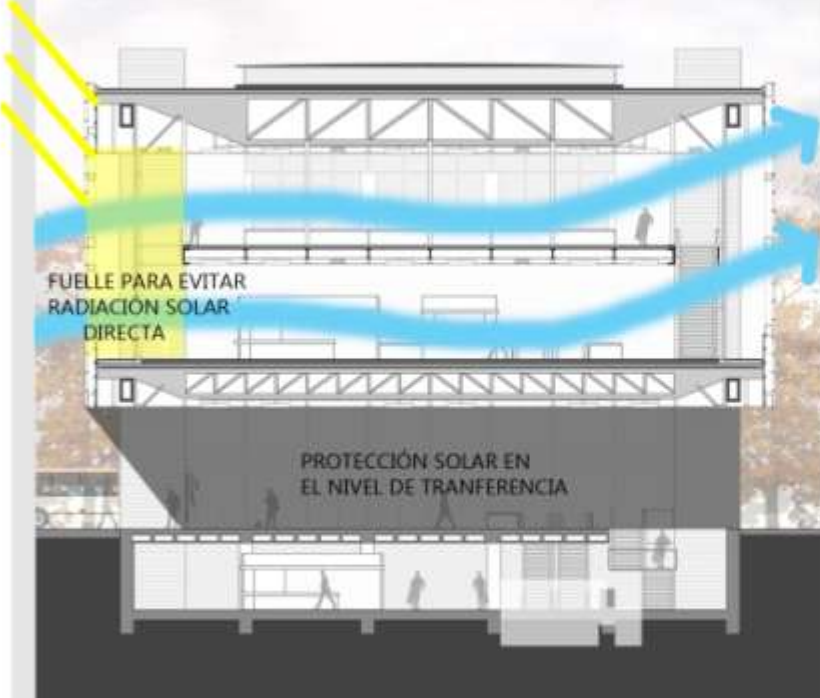 FUELLE PARA EVITAR
RADIACIÓN SOLAR
DIRECTA
PROTECCIÓN SOLAR EN
EL NIVEL DE TRANFERENCIA